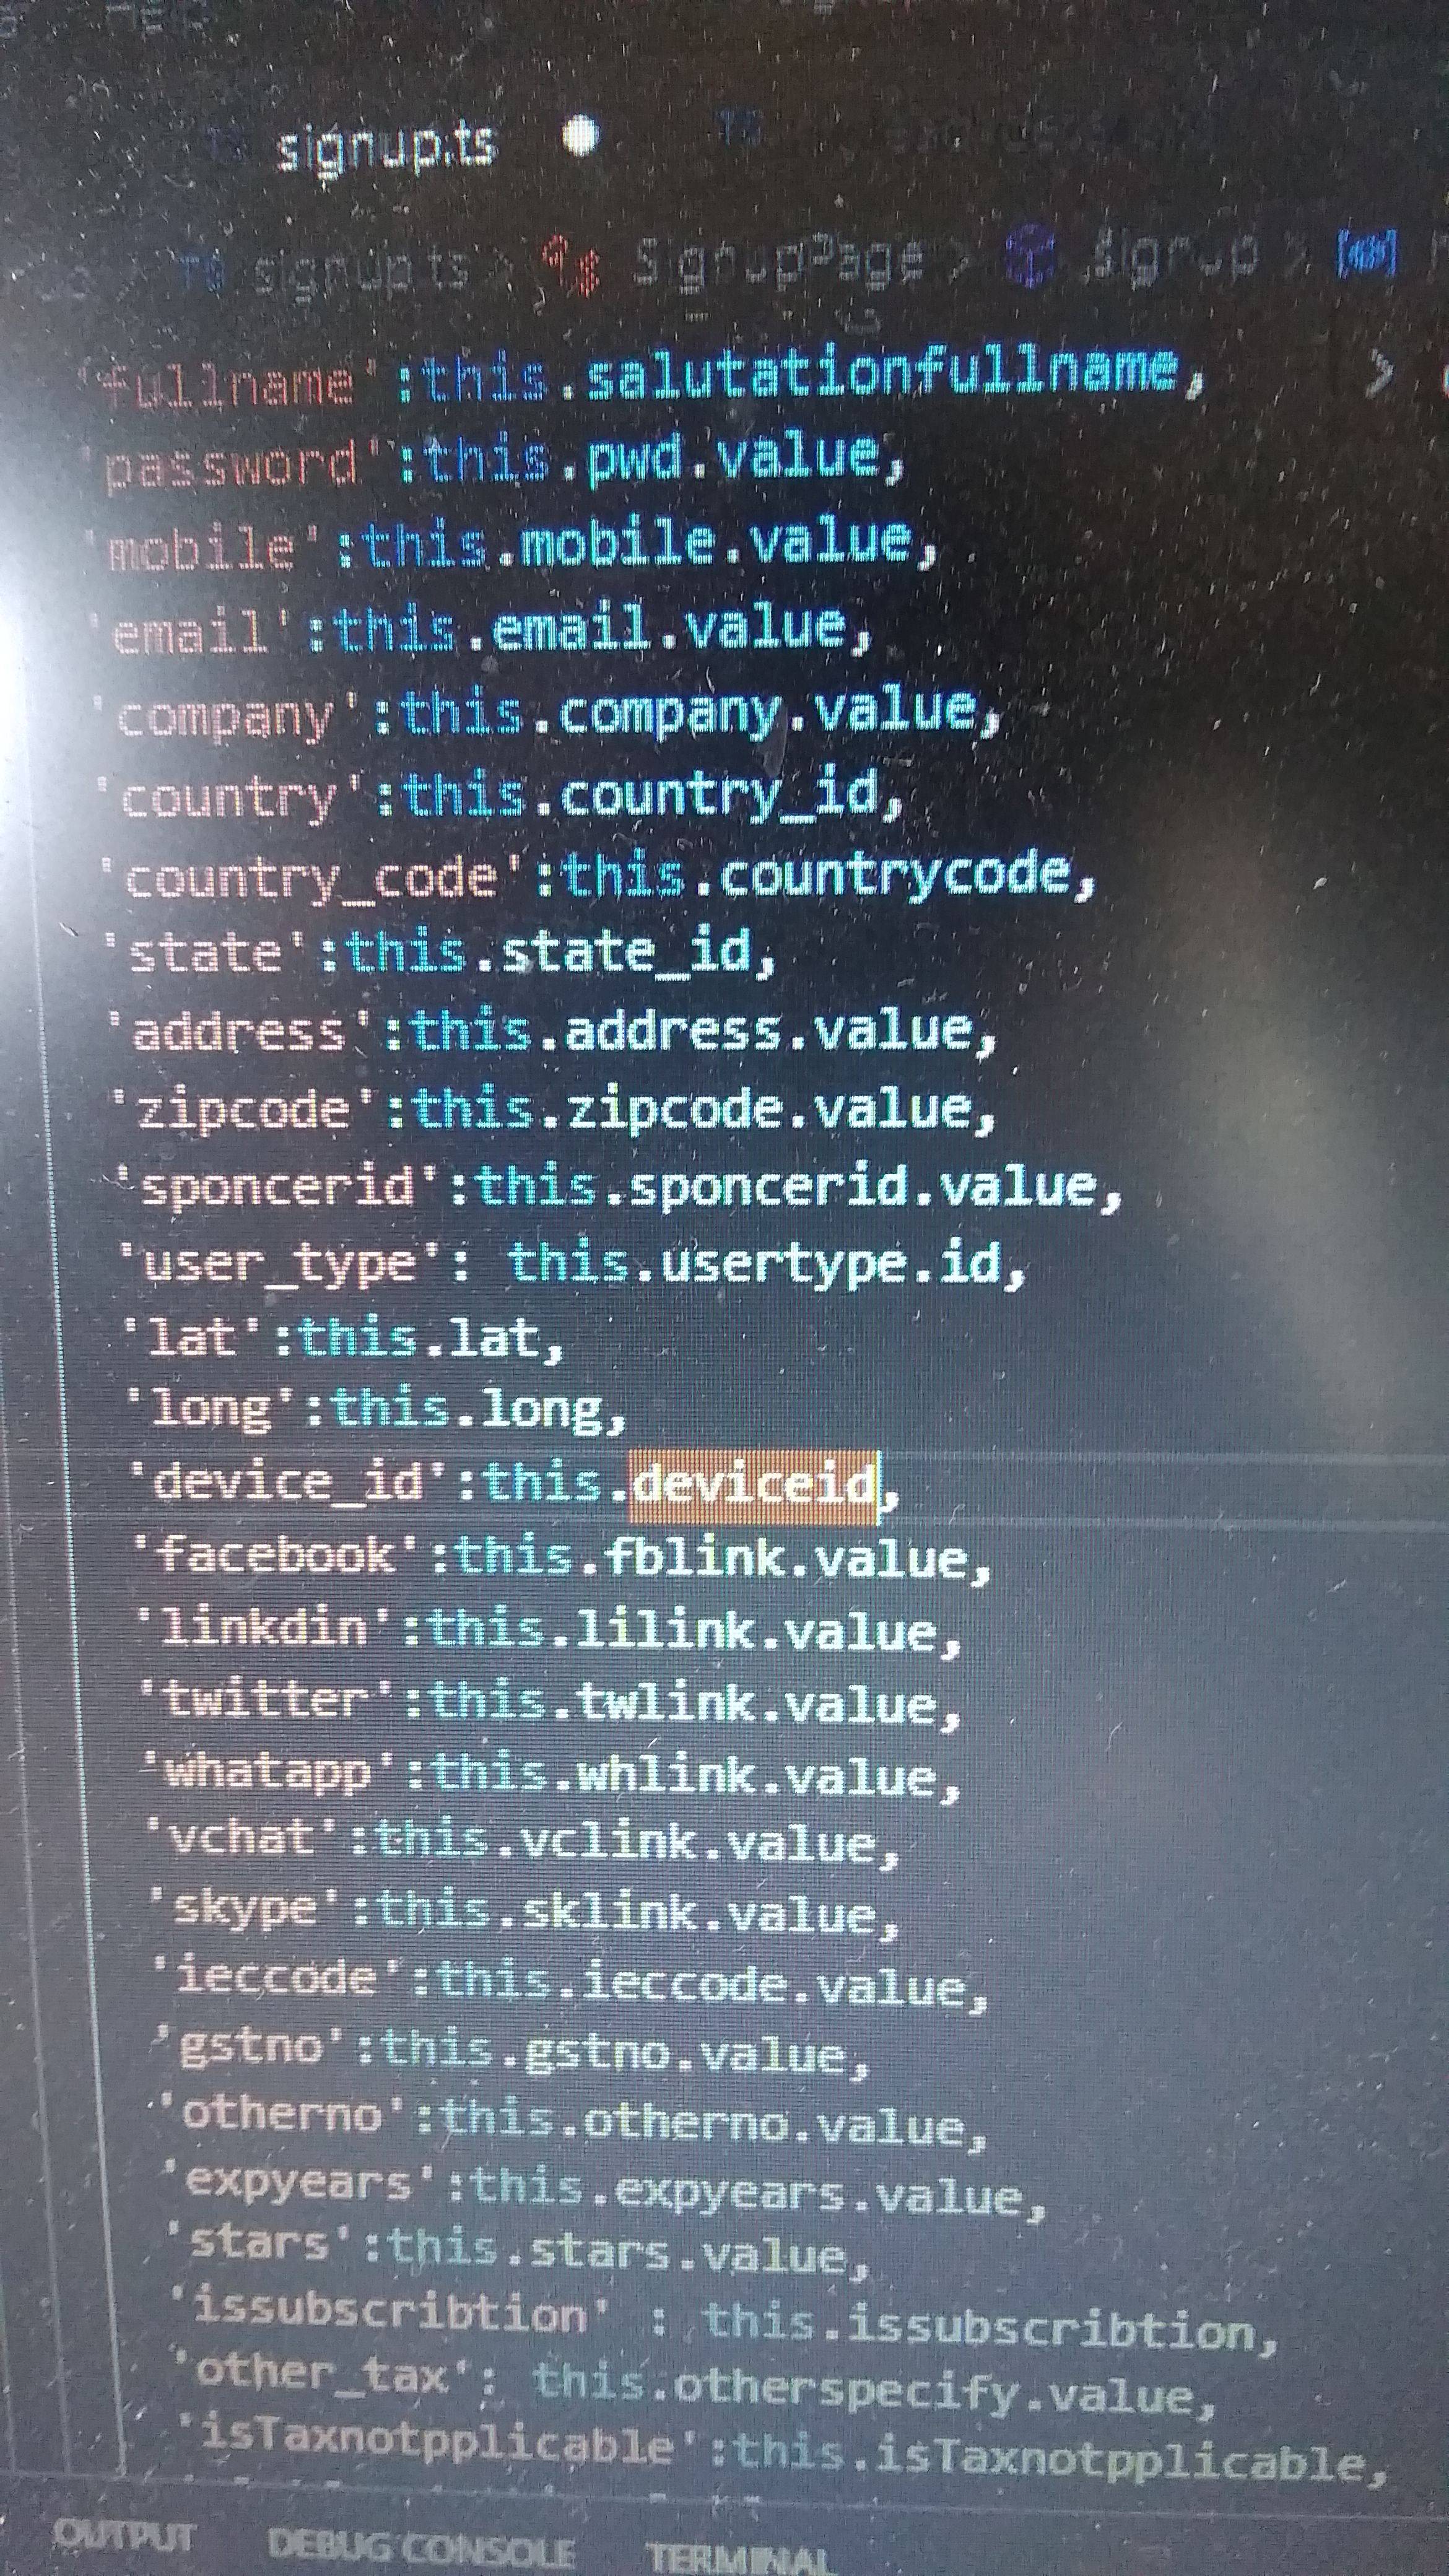 signup.ts
TS signup.ts > SignupPage > signup >
'fullname':this.salutationfullname,
'password':this.pwd.value,
'mobile':this.mobile.value,
'email':this.email.value,
'company':this.company.value,
'country':this.country_id,
'country_code':this.countrycode,
'state':this.state_id,
'address':this.address.value,
'zipcode':this.zipcode.value,
'sponcerid':this.sponcerid.value,
'user_type': this.usertype.id,
'lat':this.lat,
'long':this.long,
'device_id':this.deviceid,
'facebook':this.fblink.value,
'linkdin':this.lilink.value,
'twitter':this.twlink.value,
'whatapp':this.whlink.value,
'vchat':this.vclink.value,
'skype':this.sklink.value,
'ieccode':this.ieccode.value,
'gstno':this.gstno.value,
'otherno':this.otherno.value,
'expyears':this.expyears.value,
'stars':this.stars.value,
'issubscribtion' : this.issubscribtion,
'other_tax': this.otherspecify.value,
'isTaxnotpplicable':this.isTaxnotpplicable,
OUTPUT DEBUG CONSOLE TERMINAL